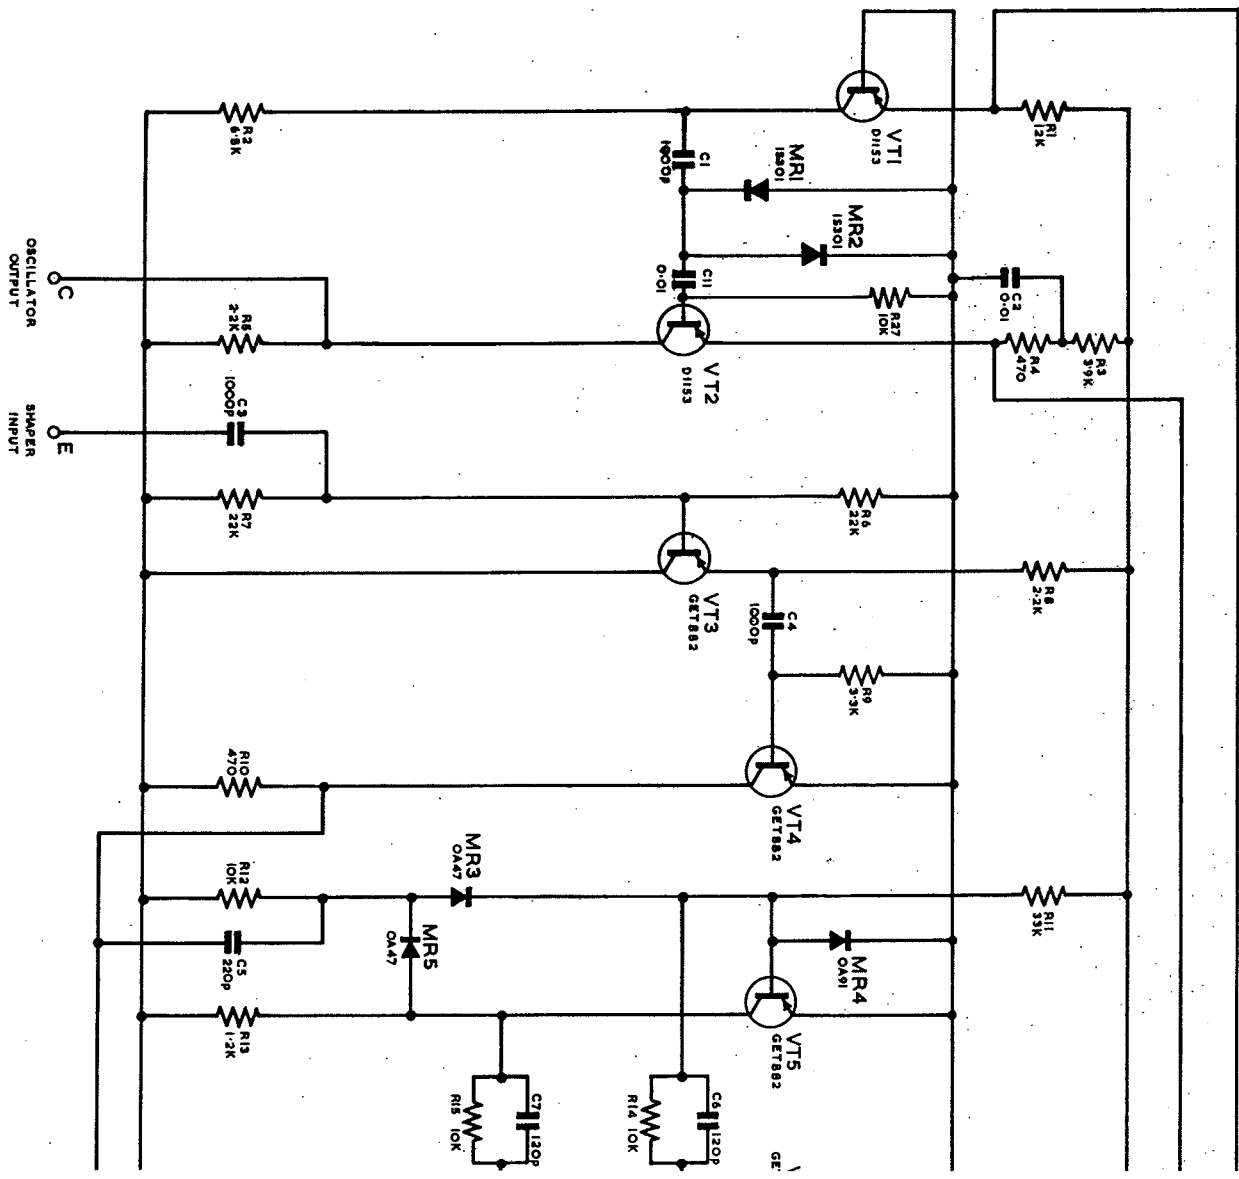 R2
6·8K
C1
1000p
MR1
1S301
VT1
D1153
R1
12K
MR2
1S301
C11
0·01
R27
10K
C2
0·01
R4
470
R3
3·9K
OSCILLATOR
OUTPUT
C
R5
2·2K
VT2
D1153
SHAPER
INPUT
E
C3
1000p
R7
22K
R6
22K
VT3
GET882
C4
1000p
R8
2·2K
R9
3·3K
R10
470
VT4
GET882
MR3
OA47
R12
10K
C5
220p
MR5
OA47
R11
33K
MR4
OA91
R13
1·2K
VT5
GET882
R15 10K
C7 120p
R14 10K
C6 120p
GE